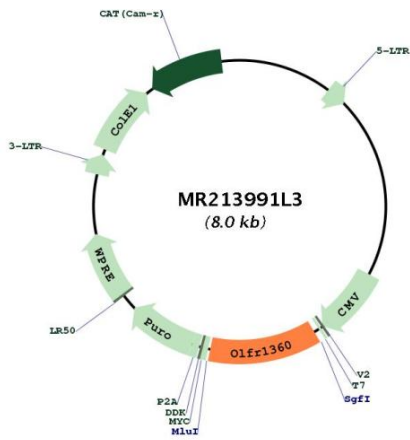 CAT(Cam-r)
5-LTR
ColE1
3-LTR
MR213991L3
(8.0 kb)
WPRE
CMV
LR50
Puro
Olfr1360
V2
T7
SgfI
P2A
DDK
MYC
MluI